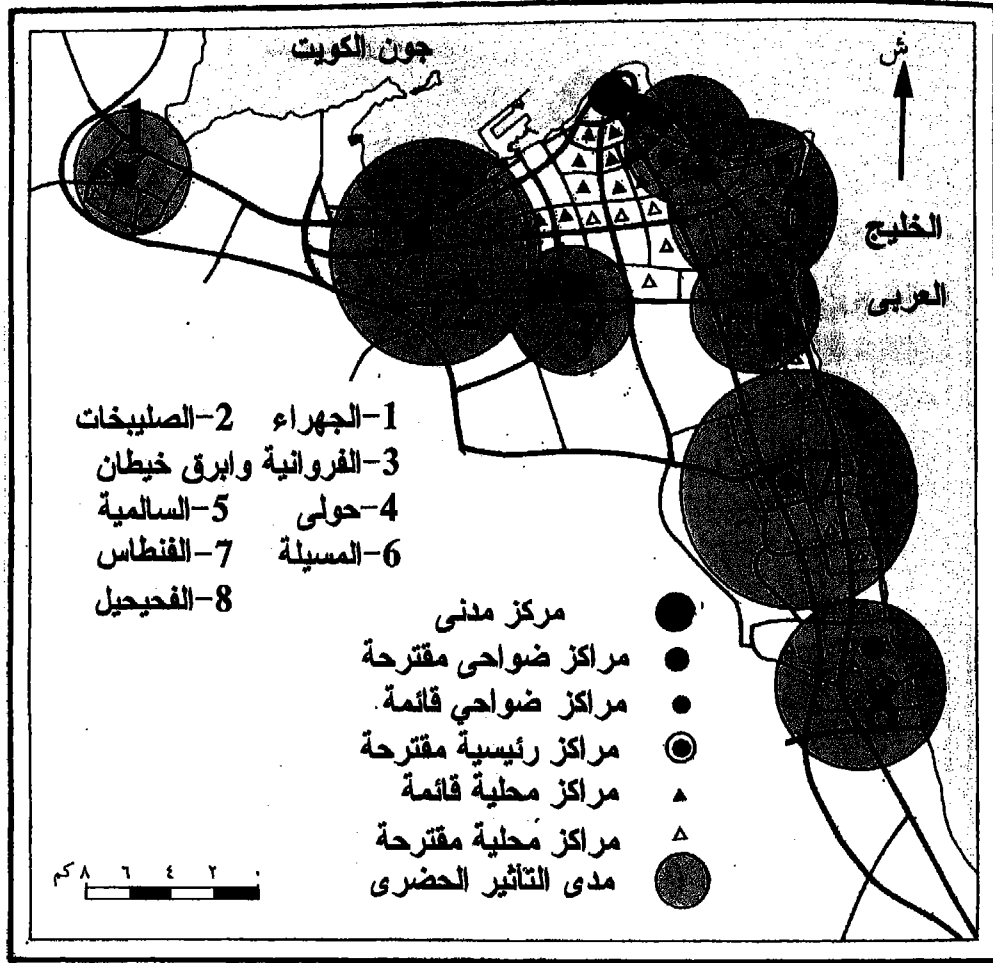 جون الكويت
ش
1
الخليج
العربى
1-الجهراء 2-الصليبخات
3-الفروانية وابرق خيطان
4-حولى 5-السالمية
6-المسيلة 7-الفنطاس
8-الفحيحيل
مركز مدنى
مراكز ضواحى مقترحة
مراكز ضواحي قائمة
مراكز رئيسية مقترحة
مراكز محلية قائمة
مراكز محلية مقترحة
مدى التأثير الحضرى
٠ ٢ ٤ ٦ ٨ كم